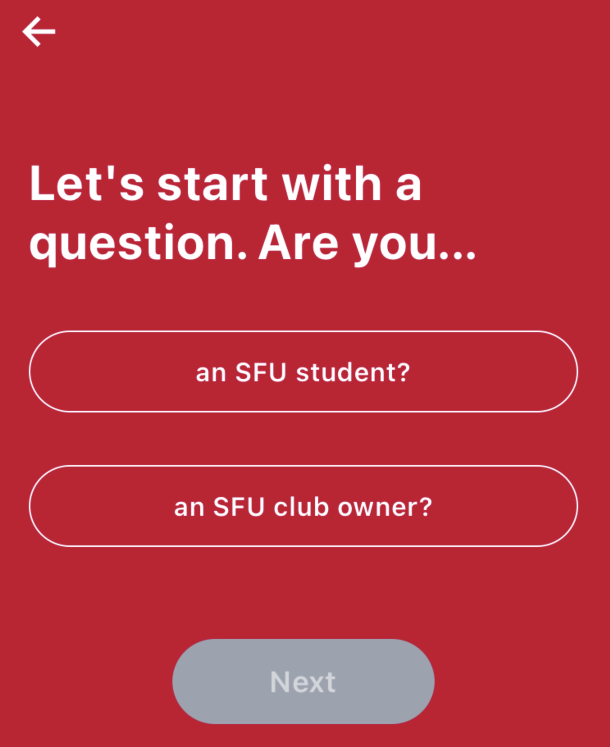 Let's start with a
question. Are you...
an SFU student?
an SFU club owner?
Next